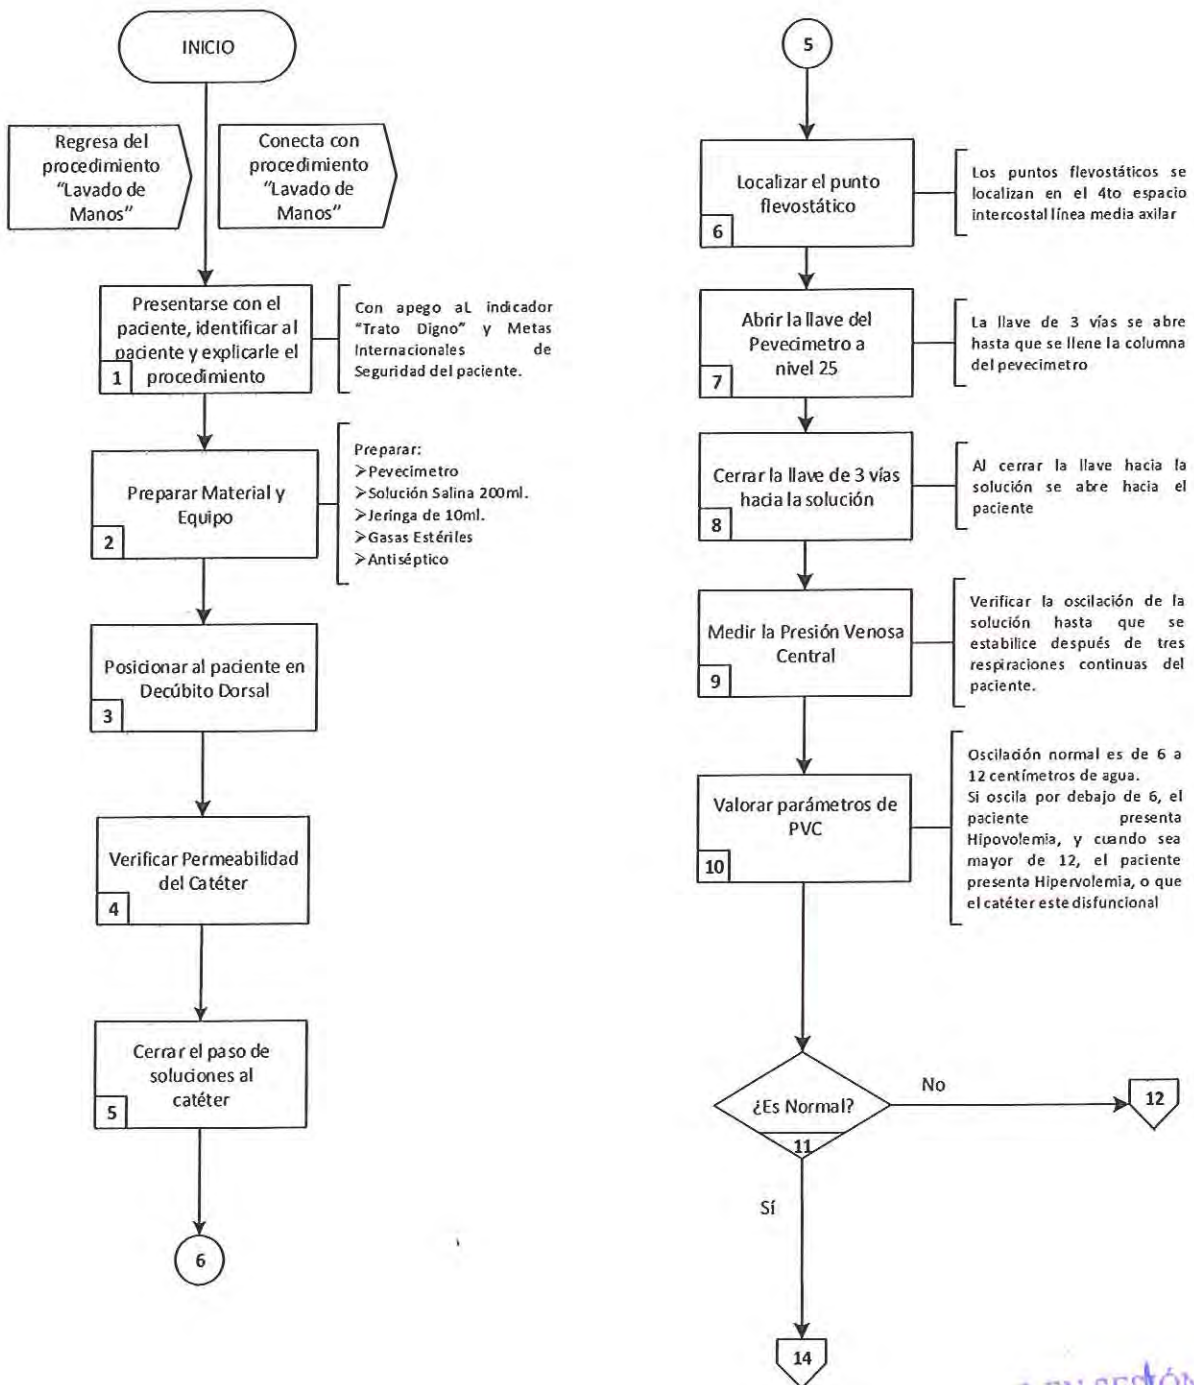 INICIO
Regresa del
procedimiento
"Lavado de
Manos"
Conecta con
procedimiento
"Lavado de
Manos"
Presentarse con el
paciente, identificar al
paciente y explicarle el
procedimiento
1
Con apego aL indicador
"Trato Digno" y Metas
Internacionales de
Seguridad del paciente.
Preparar Material y
Equipo
2
Preparar:
➢Pevecimetro
➢Solución Salina 200ml.
➢Jeringa de 10ml.
➢Gasas Estériles
➢Antiséptico
Posicionar al paciente en
Decúbito Dorsal
3
Verificar Permeabilidad
del Catéter
4
Cerrar el paso de
soluciones al
catéter
5
6
5
Localizar el punto
flevostático
6
Los puntos flevostáticos se
localizan en el 4to espacio
intercostal línea media axilar
Abrir la llave del
Pevecimetro a
nivel 25
7
La llave de 3 vías se abre
hasta que se llene la columna
del pevecimetro
Cerrar la llave de 3 vías
hacia la solución
8
Al cerrar la llave hacia la
solución se abre hacia el
paciente
Medir la Presión Venosa
Central
9
Verificar la oscilación de la
solución hasta que se
estabilice después de tres
respiraciones continuas del
paciente.
Valorar parámetros de
PVC
10
Oscilación normal es de 6 a
12 centímetros de agua.
Si oscila por debajo de 6, el
paciente presenta
Hipovolemia, y cuando sea
mayor de 12, el paciente
presenta Hipervolemia, o que
el catéter este disfuncional
¿Es Normal?
11
No
12
Sí
14
EN SESIÓN